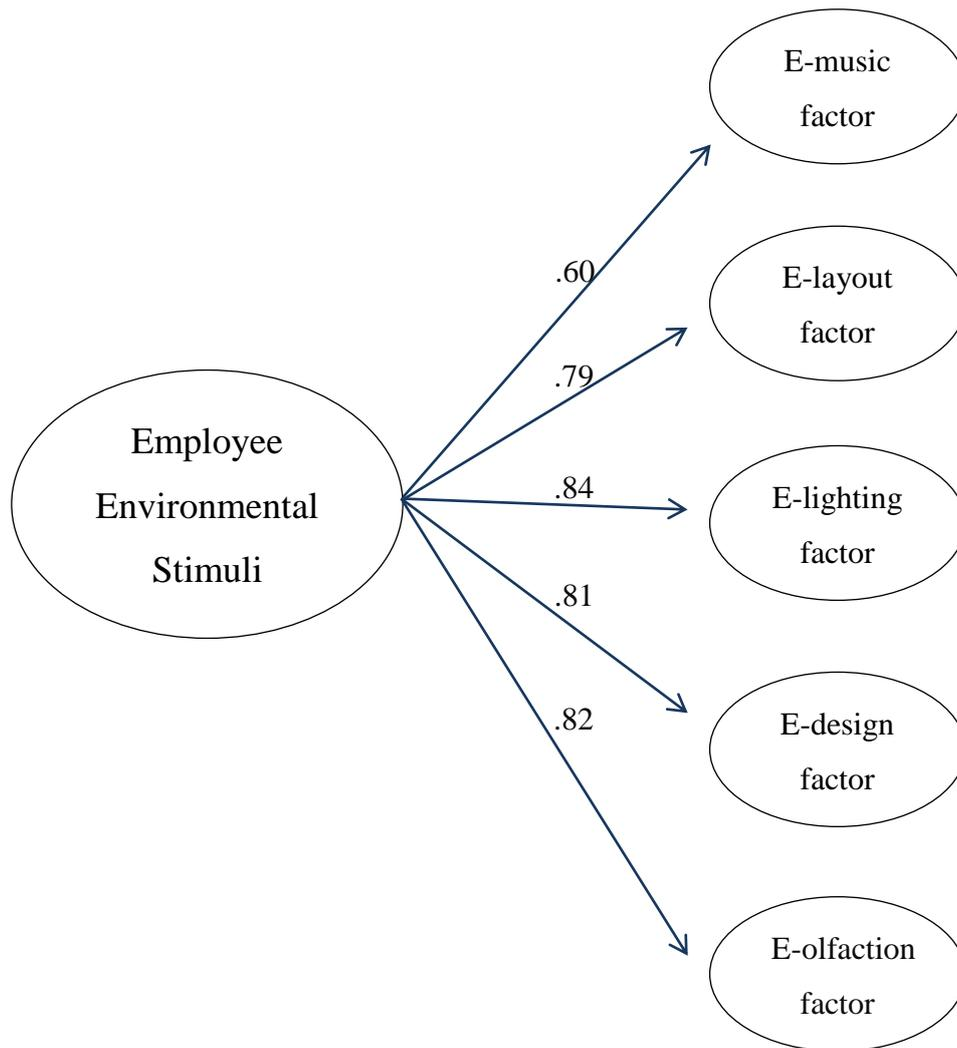 E-music
factor
.60
E-layout
factor
.79
Employee
Environmental
Stimuli
.84
E-lighting
factor
.81
E-design
factor
.82
E-olfaction
factor